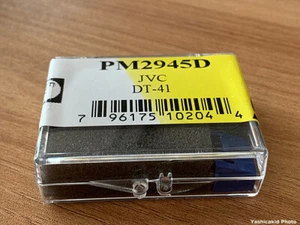 PM2945D
JVC
DT-41
7 96175 10204 4
Yashicakid Photo